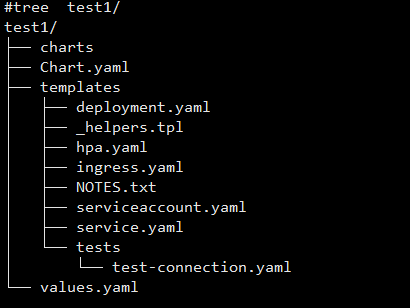 #tree  test1/
test1/
├── charts
├── Chart.yaml
├── templates
│   ├── deployment.yaml
│   ├── _helpers.tpl
│   ├── hpa.yaml
│   ├── ingress.yaml
│   ├── NOTES.txt
│   ├── serviceaccount.yaml
│   ├── service.yaml
│   └── tests
│       └── test-connection.yaml
└── values.yaml